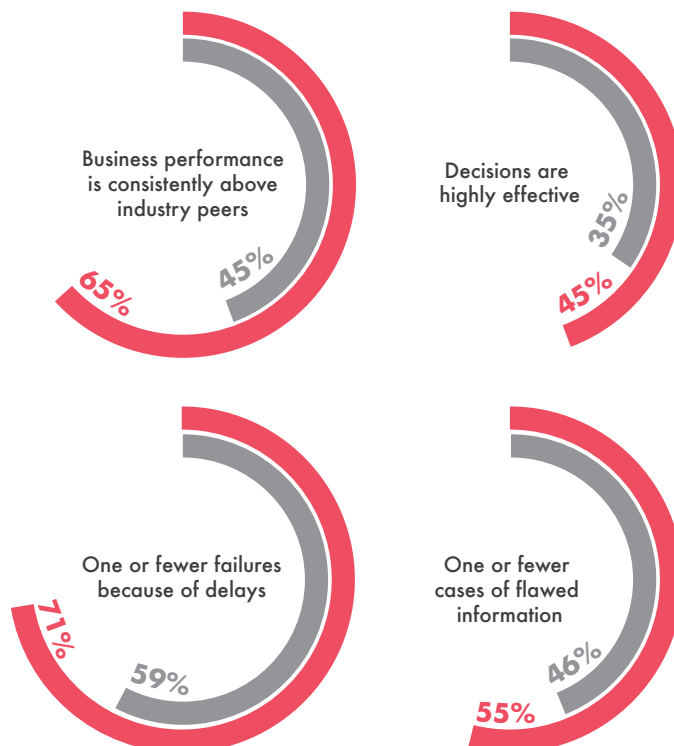 Business performance
is consistently above
industry peers
45%
65%
Decisions are
highly effective
35%
45%
One or fewer failures
because of delays
71%
59%
One or fewer
cases of flawed
information
46%
55%